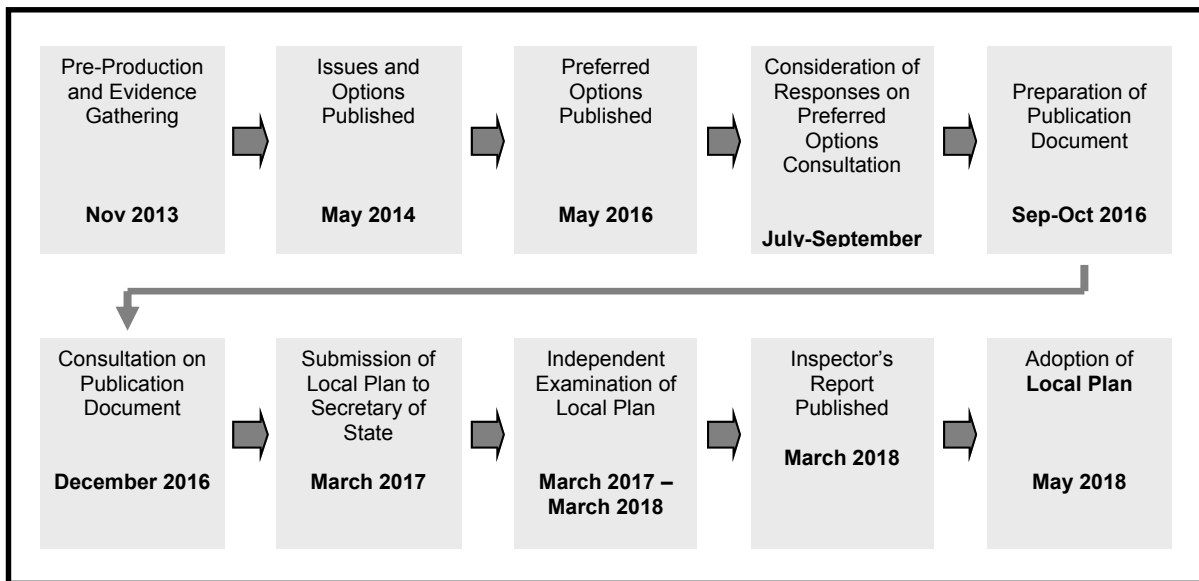 Pre-Production
and Evidence
Gathering
Nov 2013
Issues and
Options
Published
May 2014
Preferred
Options
Published
May 2016
Consideration of
Responses on
Preferred
Options
Consultation
July-September
Preparation of
Publication
Document
Sep-Oct 2016
Consultation on
Publication
Document
December 2016
Submission of
Local Plan to
Secretary of
State
March 2017
Independent
Examination of
Local Plan
March 2017 –
March 2018
Inspector’s
Report
Published
March 2018
Adoption of
Local Plan
May 2018